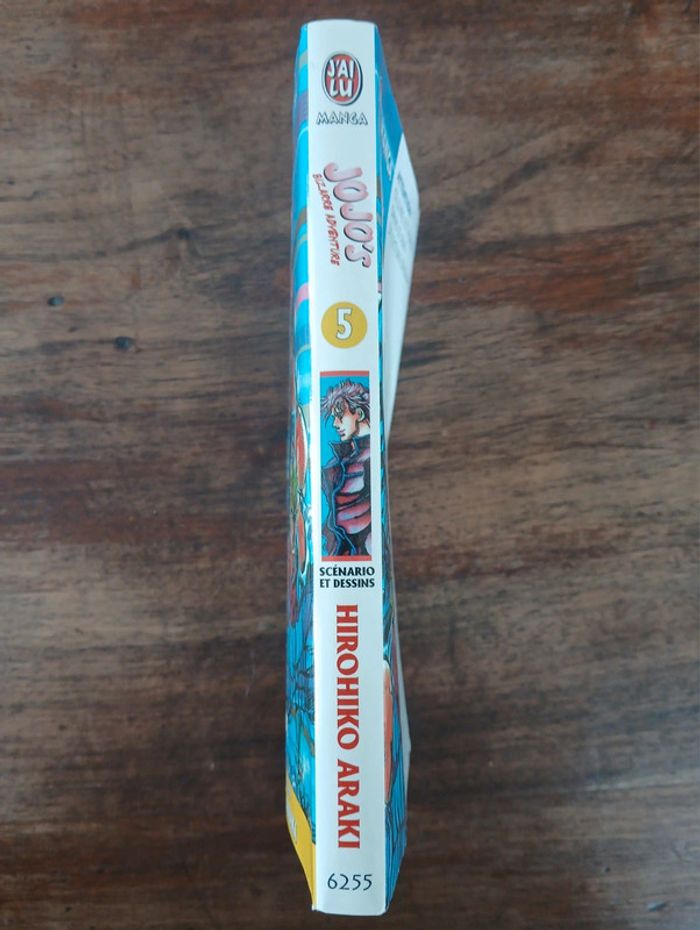 J'AI
LU
MANGA
JOJO'S
BIZARRE ADVENTURE
5
SCÉNARIO
ET DESSINS
HIROHIKO ARAKI
6255